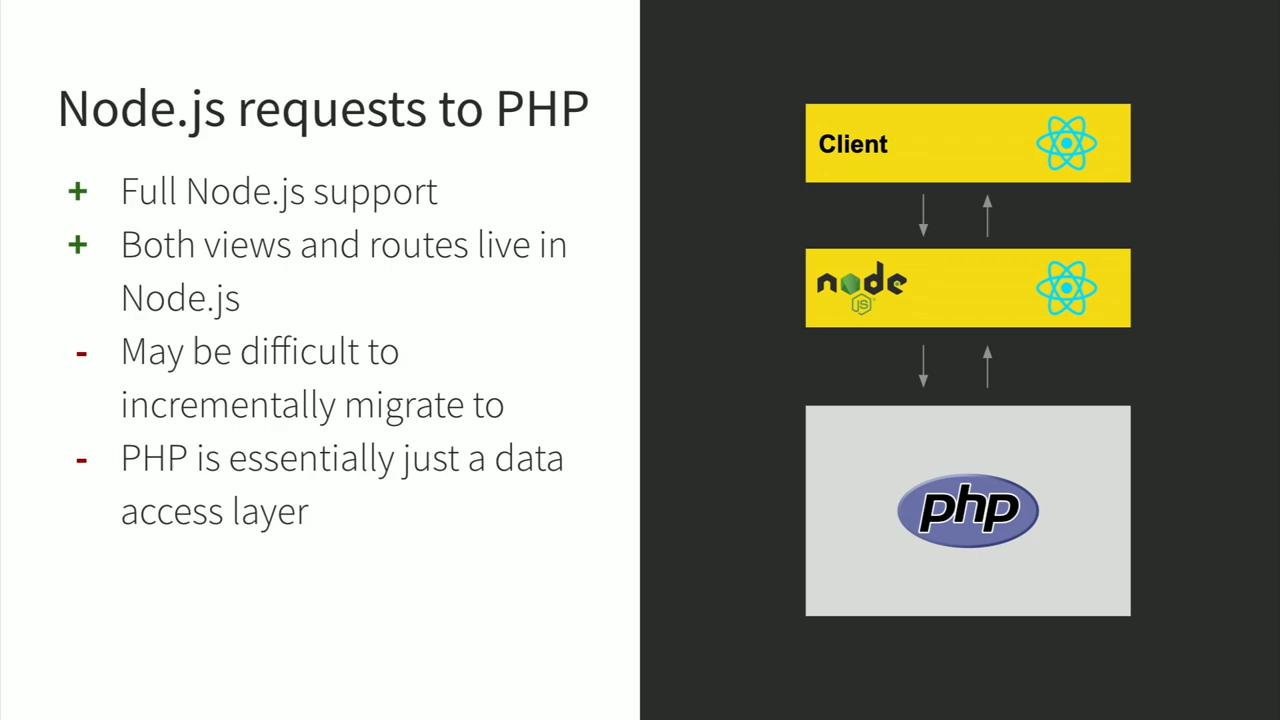 Node.js requests to PHP
+ Full Node.js support
+ Both views and routes live in
Node.js
- May be difficult to
incrementally migrate to
- PHP is essentially just a data
access layer
Client
node
JS
php